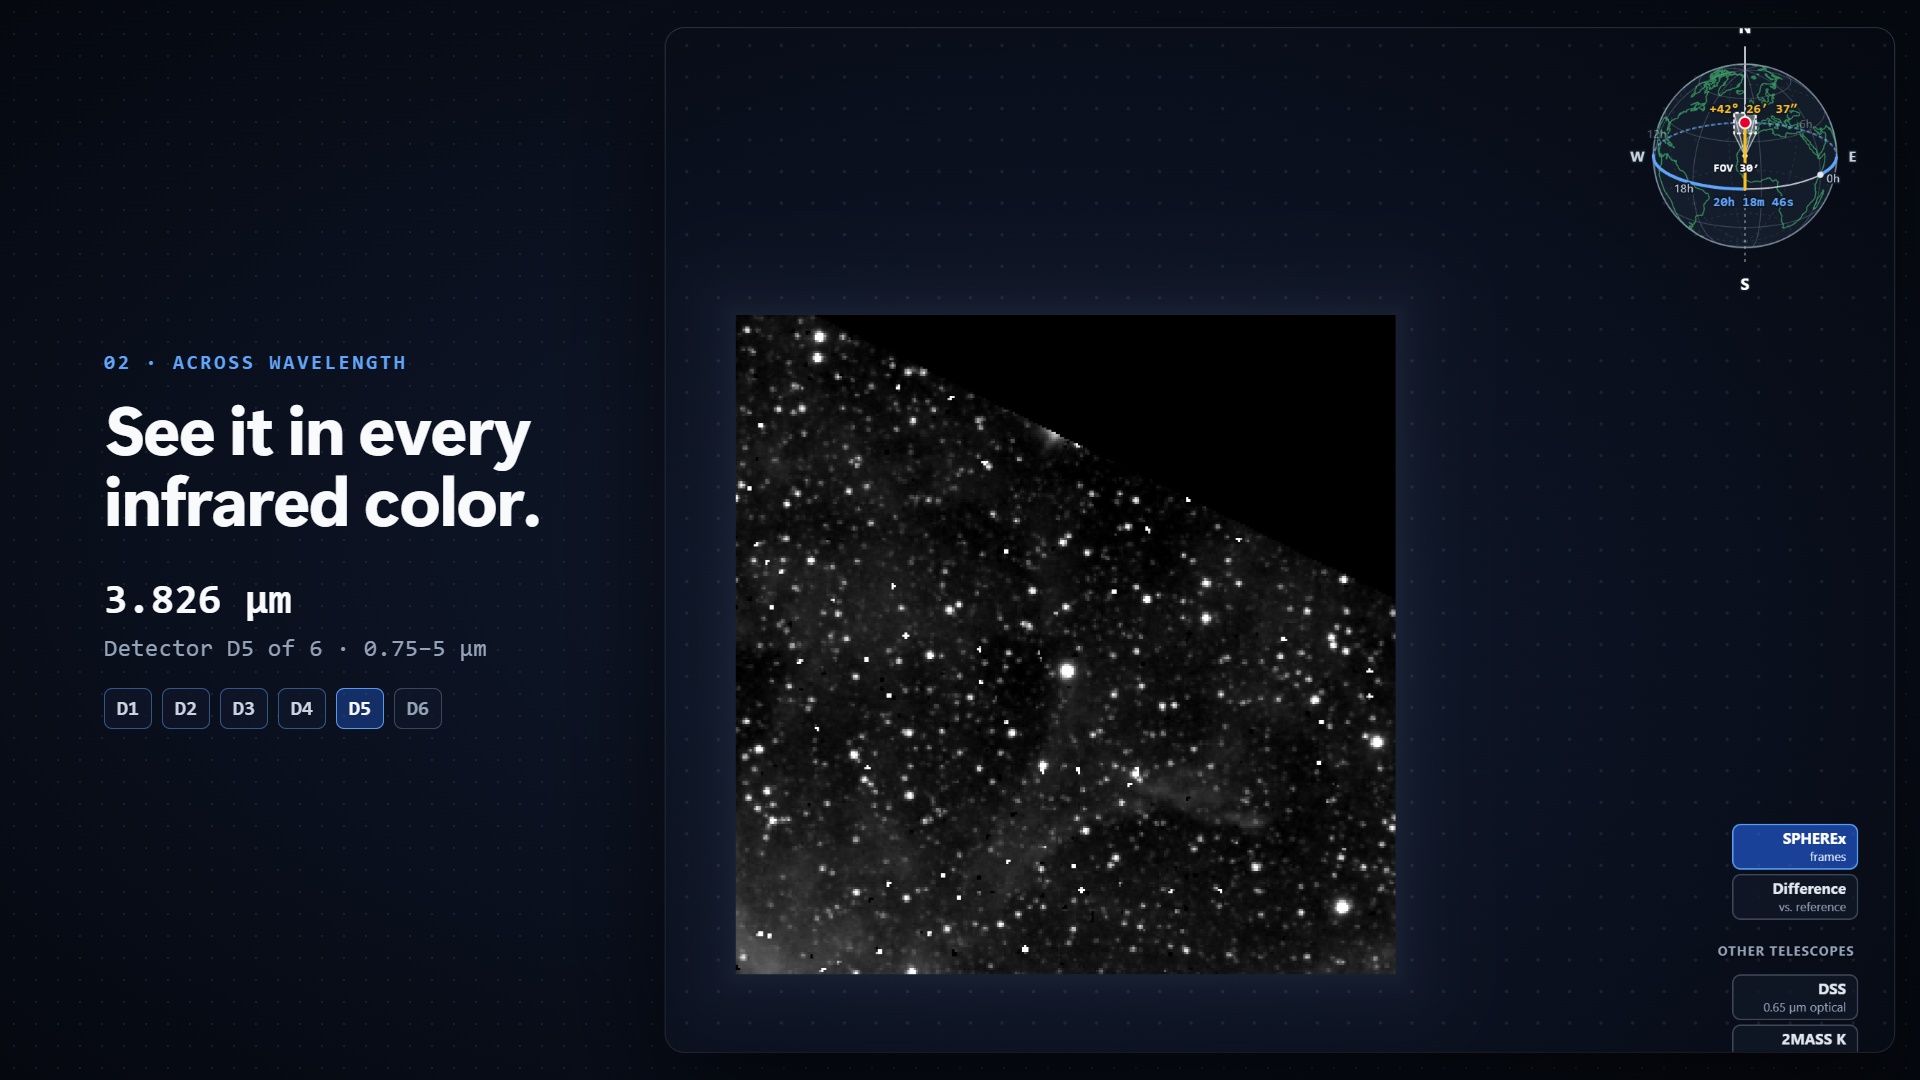 02 · ACROSS WAVELENGTH
See it in every
infrared color.
3.826 µm
Detector D5 of 6 · 0.75–5 µm
D1 D2 D3 D4 D5 D6
N
+42° 26′ 37″
12h
6h
W
E
FOV 30′
18h
0h
20h 18m 46s
S
SPHEREx
frames
Difference
vs. reference
OTHER TELESCOPES
DSS
0.65 µm optical
2MASS K